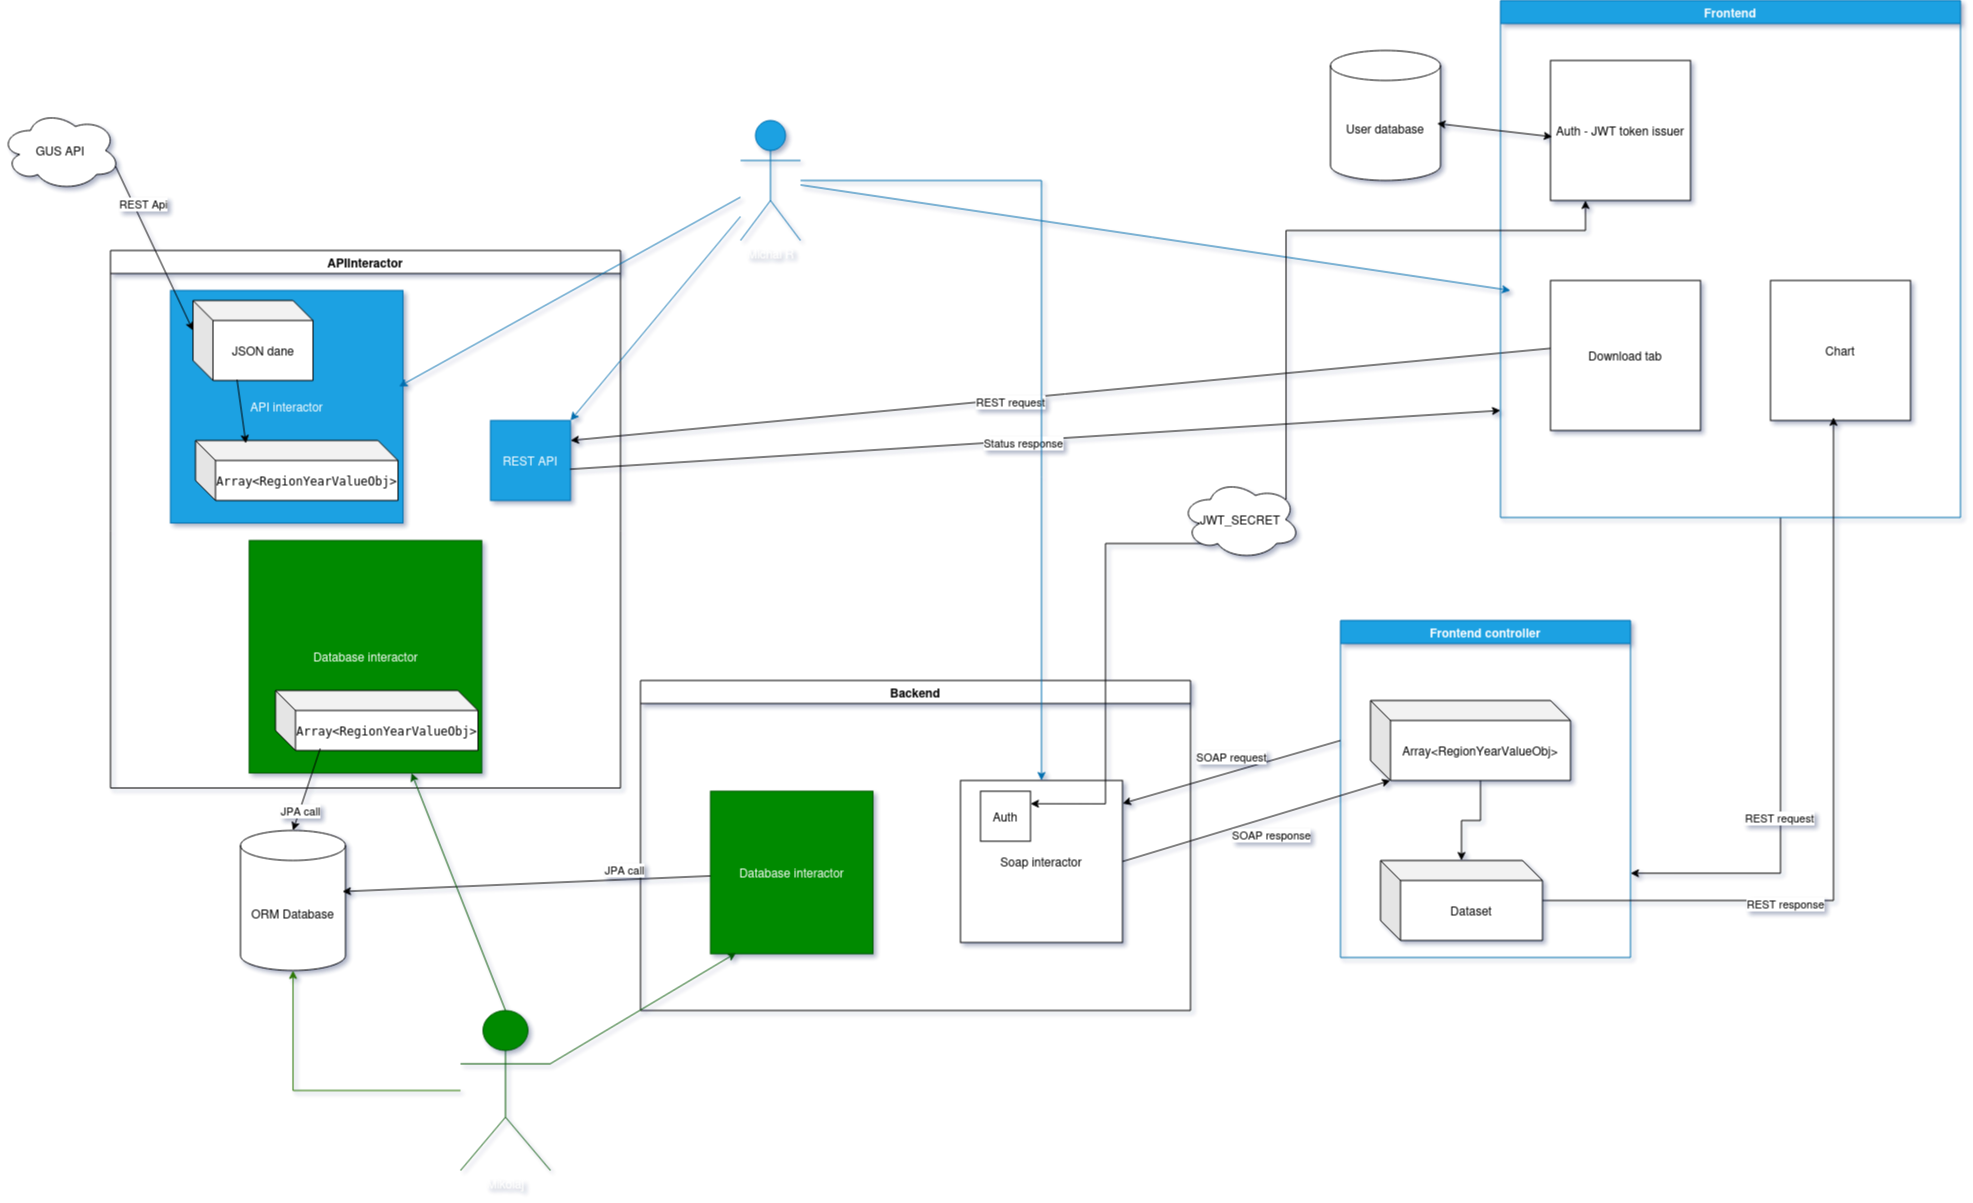 Frontend
User database
Auth - JWT token issuer
GUS API
REST Api
Michał R
APIInteractor
JSON dane
API interactor
Array<RegionYearValueObj>
REST API
REST request
Status response
Download tab
Chart
JWT_SECRET
Database interactor
Array<RegionYearValueObj>
JPA call
ORM Database
Backend
Database interactor
JPA call
Auth
Soap interactor
SOAP request
SOAP response
Frontend controller
Array<RegionYearValueObj>
Dataset
REST request
REST response